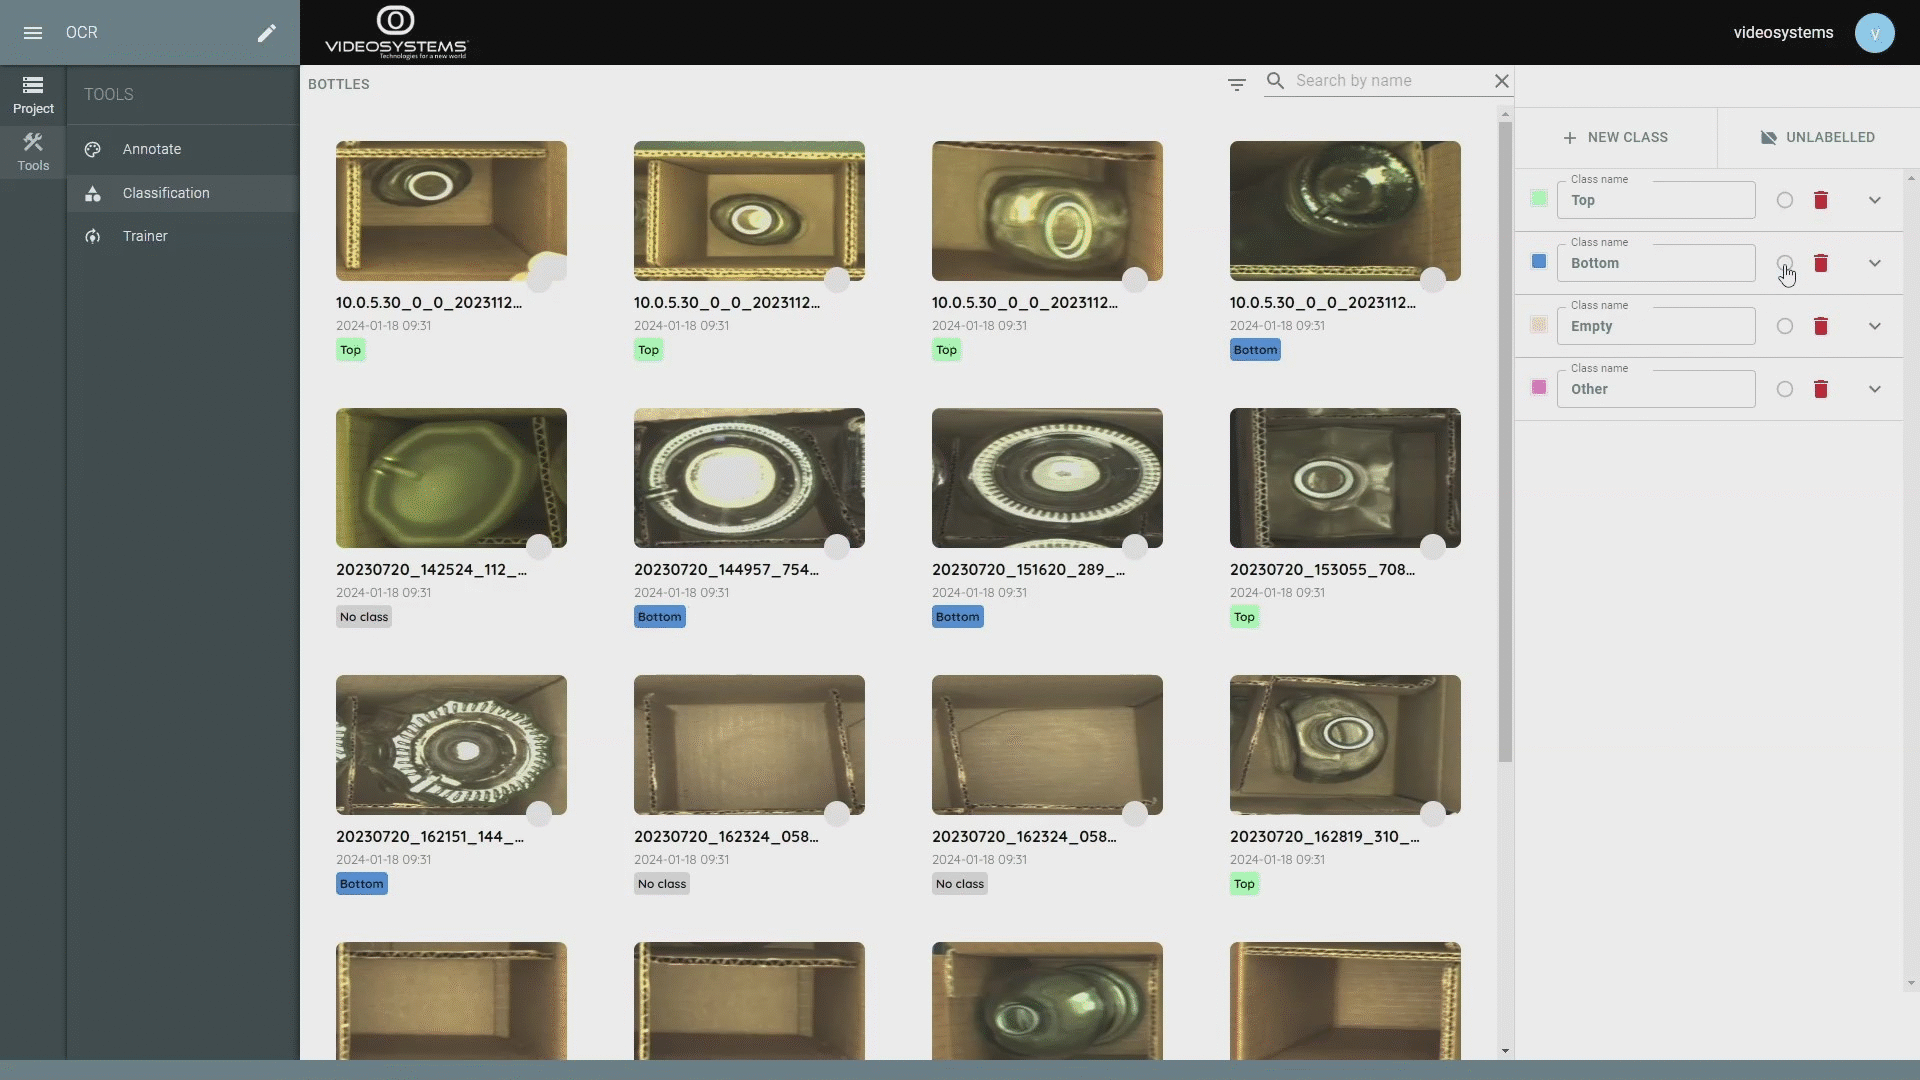 OCR
VIDEOSYSTEMS
Technologies for a new world
videosystems
v
Project
Tools
TOOLS
Annotate
Classification
Trainer
BOTTLES
Search by name
10.0.5.30_0_0_2023112...
2024-01-18 09:31
Top
10.0.5.30_0_0_2023112...
2024-01-18 09:31
Top
10.0.5.30_0_0_2023112...
2024-01-18 09:31
Top
10.0.5.30_0_0_2023112...
2024-01-18 09:31
Bottom
20230720_142524_112_...
2024-01-18 09:31
No class
20230720_144957_754...
2024-01-18 09:31
Bottom
20230720_151620_289_...
2024-01-18 09:31
Bottom
20230720_153055_708...
2024-01-18 09:31
Top
20230720_162151_144_...
2024-01-18 09:31
Bottom
20230720_162324_058...
2024-01-18 09:31
No class
20230720_162324_058...
2024-01-18 09:31
No class
20230720_162819_310_...
2024-01-18 09:31
Top
NEW CLASS
UNLABELLED
Class name
Top
Class name
Bottom
Class name
Empty
Class name
Other